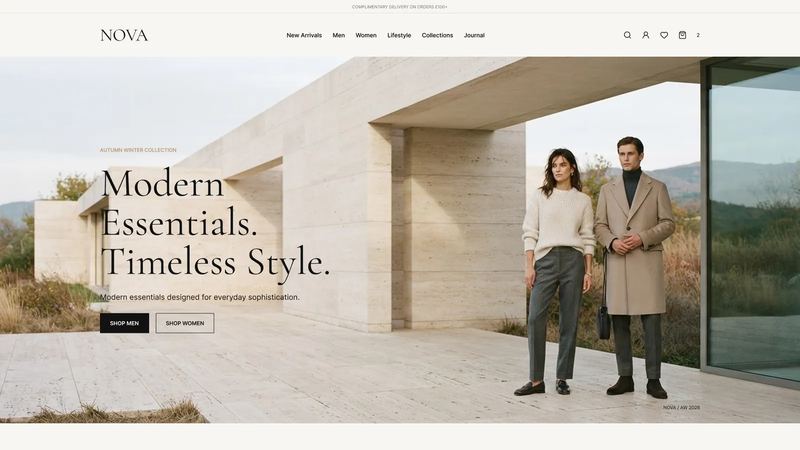 COMPLIMENTARY DELIVERY ON ORDERS £100+
NOVA
New Arrivals Men Women Lifestyle Collections Journal
2
AUTUMN WINTER COLLECTION
Modern
Essentials.
Timeless Style.
Modern essentials designed for everyday sophistication.
SHOP MEN SHOP WOMEN
NOVA / AW 2026